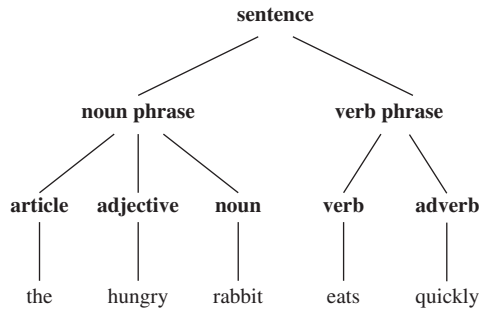 sentence
noun phrase verb phrase
article adjective noun verb adverb
the hungry rabbit eats quickly